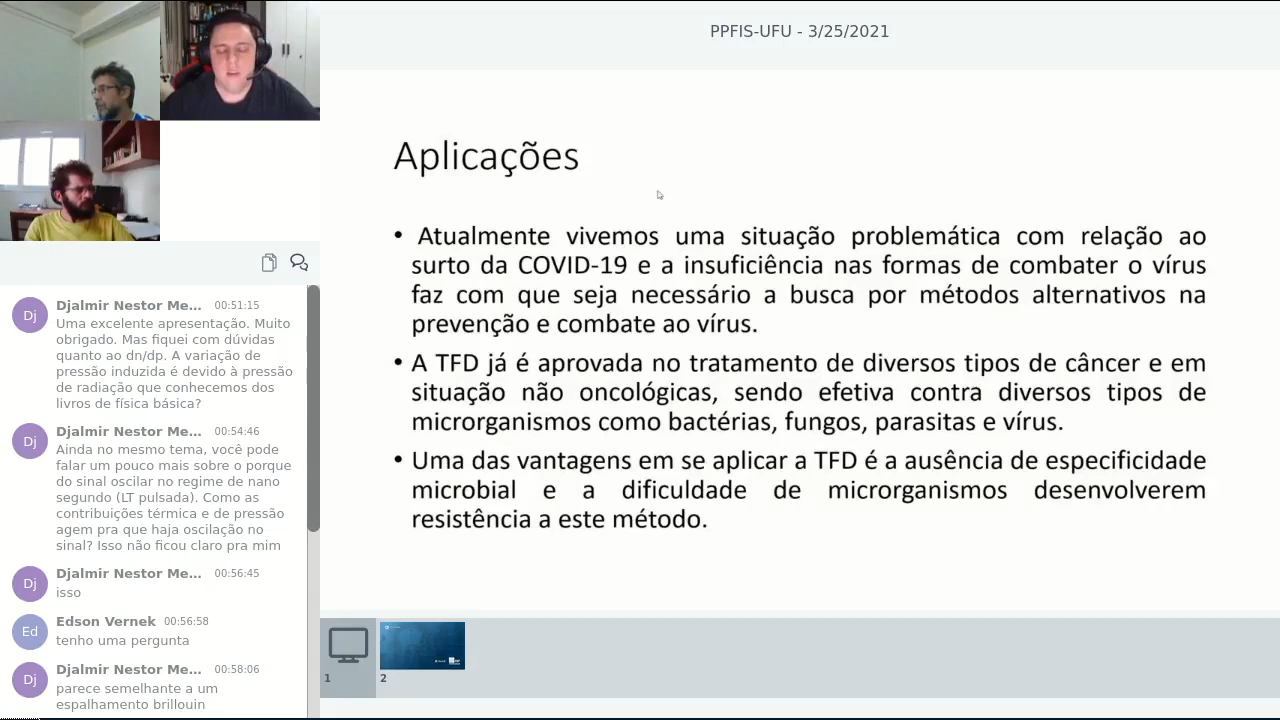 PPFIS-UFU - 3/25/2021
Aplicações
• Atualmente vivemos uma situação problemática com relação ao
surto da COVID-19 e a insuficiência nas formas de combater o vírus
faz com que seja necessário a busca por métodos alternativos na
prevenção e combate ao vírus.
• A TFD já é aprovada no tratamento de diversos tipos de câncer e em
situação não oncológicas, sendo efetiva contra diversos tipos de
microrganismos como bactérias, fungos, parasitas e vírus.
• Uma das vantagens em se aplicar a TFD é a ausência de especificidade
microbial e a dificuldade de microrganismos desenvolverem
resistência a este método.
Dj
Djalmir Nestor Me... 00:51:15
Uma excelente apresentação. Muito
obrigado. Mas fiquei com dúvidas
quanto ao dn/dp. A variação de
pressão induzida é devido à pressão
de radiação que conhecemos dos
livros de física básica?
Dj
Djalmir Nestor Me... 00:54:46
Ainda no mesmo tema, você pode
falar um pouco mais sobre o porque
do sinal oscilar no regime de nano
segundo (LT pulsada). Como as
contribuições térmica e de pressão
agem pra que haja oscilação no
sinal? Isso não ficou claro pra mim
Dj
Djalmir Nestor Me... 00:56:45
isso
Ed
Edson Vernek 00:56:58
tenho uma pergunta
Dj
Djalmir Nestor Me... 00:58:06
parece semelhante a um
espalhamento brillouin
1
2